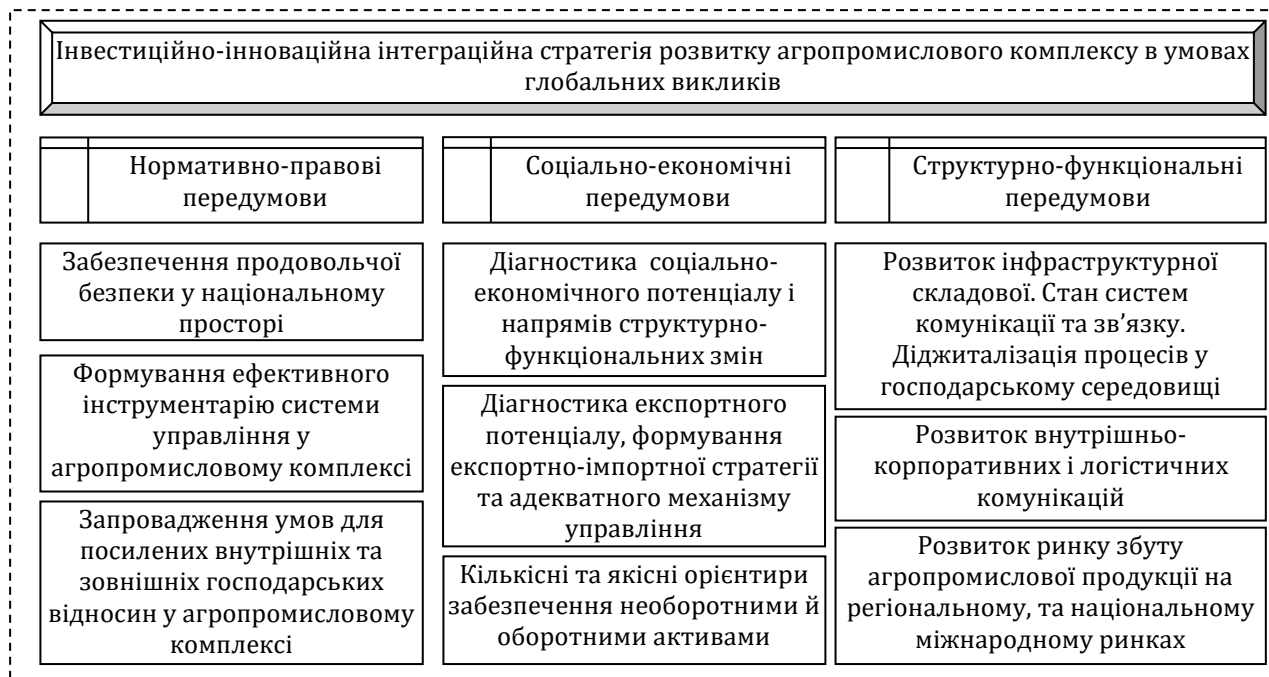 Інвестиційно-інноваційна інтеграційна стратегія розвитку агропромислового комплексу в умовах
глобальних викликів
Нормативно-правові
передумови
Соціально-економічні
передумови
Структурно-функціональні
передумови
Забезпечення продовольчої
безпеки у національному
просторі
Формування ефективного
інструментарію системи
управління у
агропромисловому комплексі
Запровадження умов для
посилених внутрішніх та
зовнішніх господарських
відносин у агропромисловому
комплексі
Діагностика соціально-
економічного потенціалу і
напрямів структурно-
функціональних змін
Діагностика експортного
потенціалу, формування
експортно-імпортної стратегії
та адекватного механізму
управління
Кількісні та якісні орієнтири
забезпечення необоротними й
оборотними активами
Розвиток інфраструктурної
складової. Стан систем
комунікації та зв’язку.
Діджиталізація процесів у
господарському середовищі
Розвиток внутрішньо-
корпоративних і логістичних
комунікацій
Розвиток ринку збуту
агропромислової продукції на
регіональному, та національному
міжнародному ринках